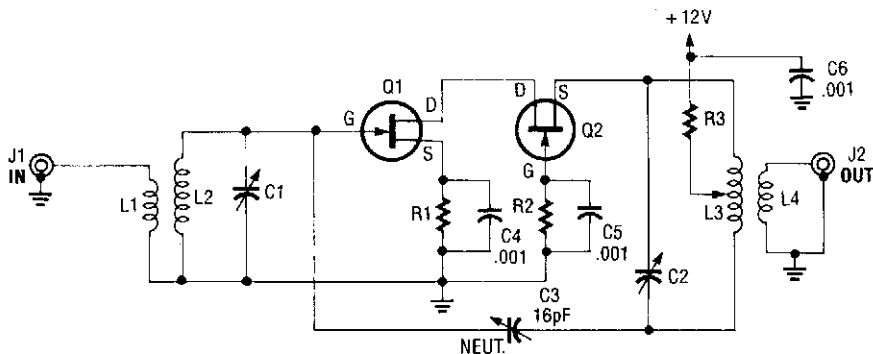 +12V
C6
.001
Q1
D
D
S
G
Q2
R3
J1
IN
S
J2
OUT
G
L1
L2
C1
R1
C4
.001
R2
C5
.001
L3
L4
C2
C3
16pF
NEUT.